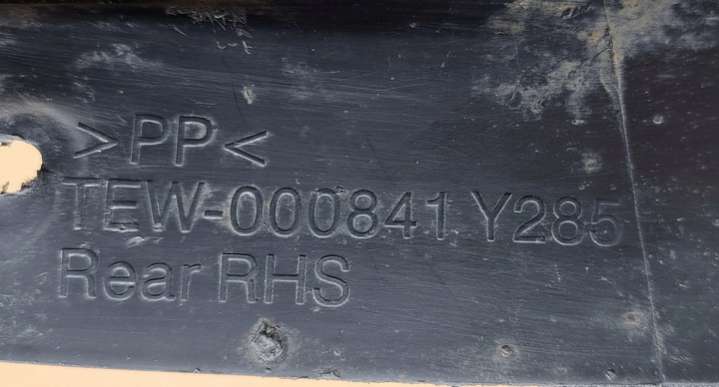 >PP<
TEW-000841 Y285
Rear RHS